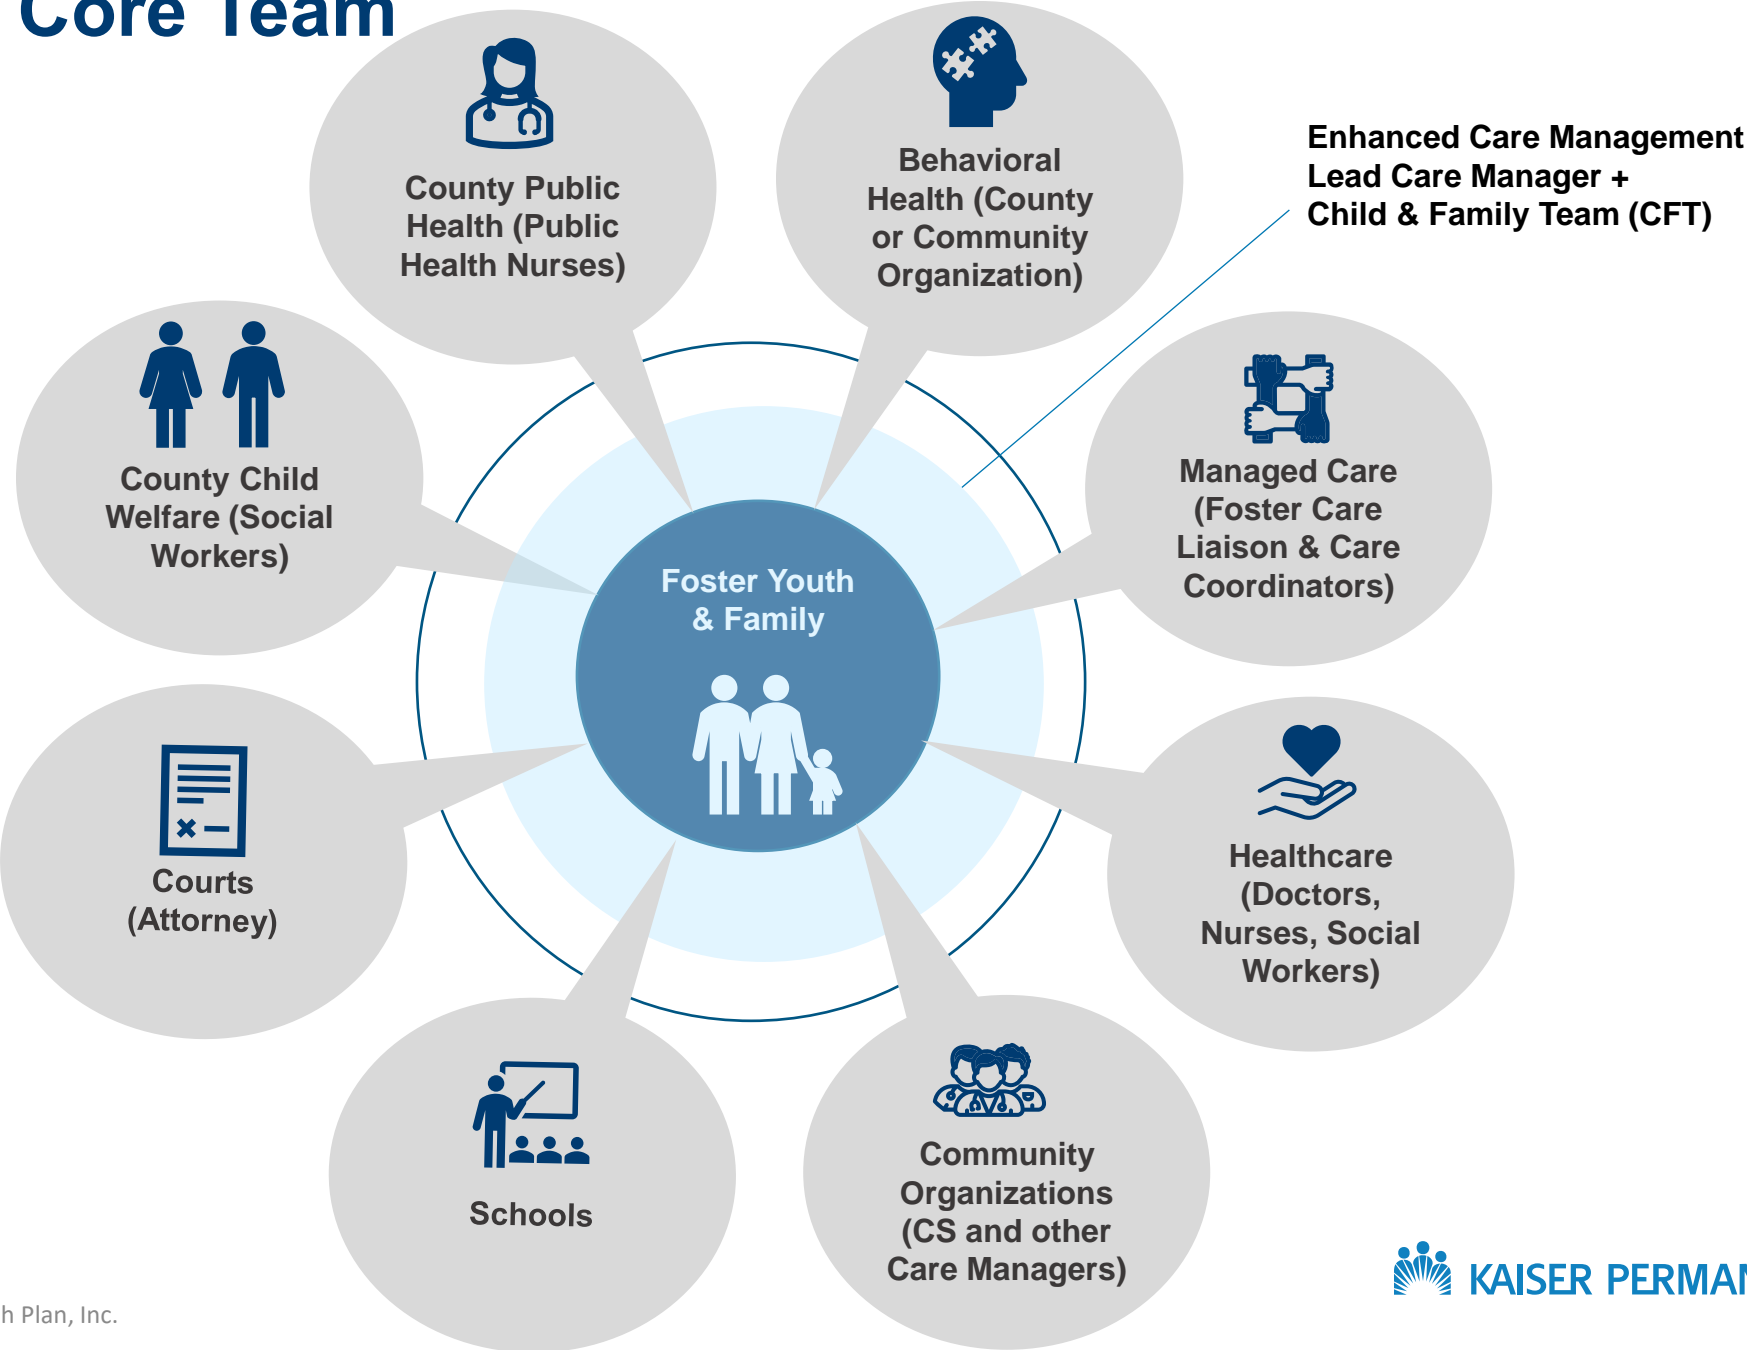 Core Team
County Public
Health (Public
Health Nurses)
Behavioral
Health (County
or Community
Organization)
Enhanced Care Management
Lead Care Manager +
Child & Family Team (CFT)
County Child
Welfare (Social
Workers)
Managed Care
(Foster Care
Liaison & Care
Coordinators)
Foster Youth
& Family
Courts
(Attorney)
Healthcare
(Doctors,
Nurses, Social
Workers)
Schools
Community
Organizations
(CS and other
Care Managers)
KAISER PERMAN
h Plan, Inc.